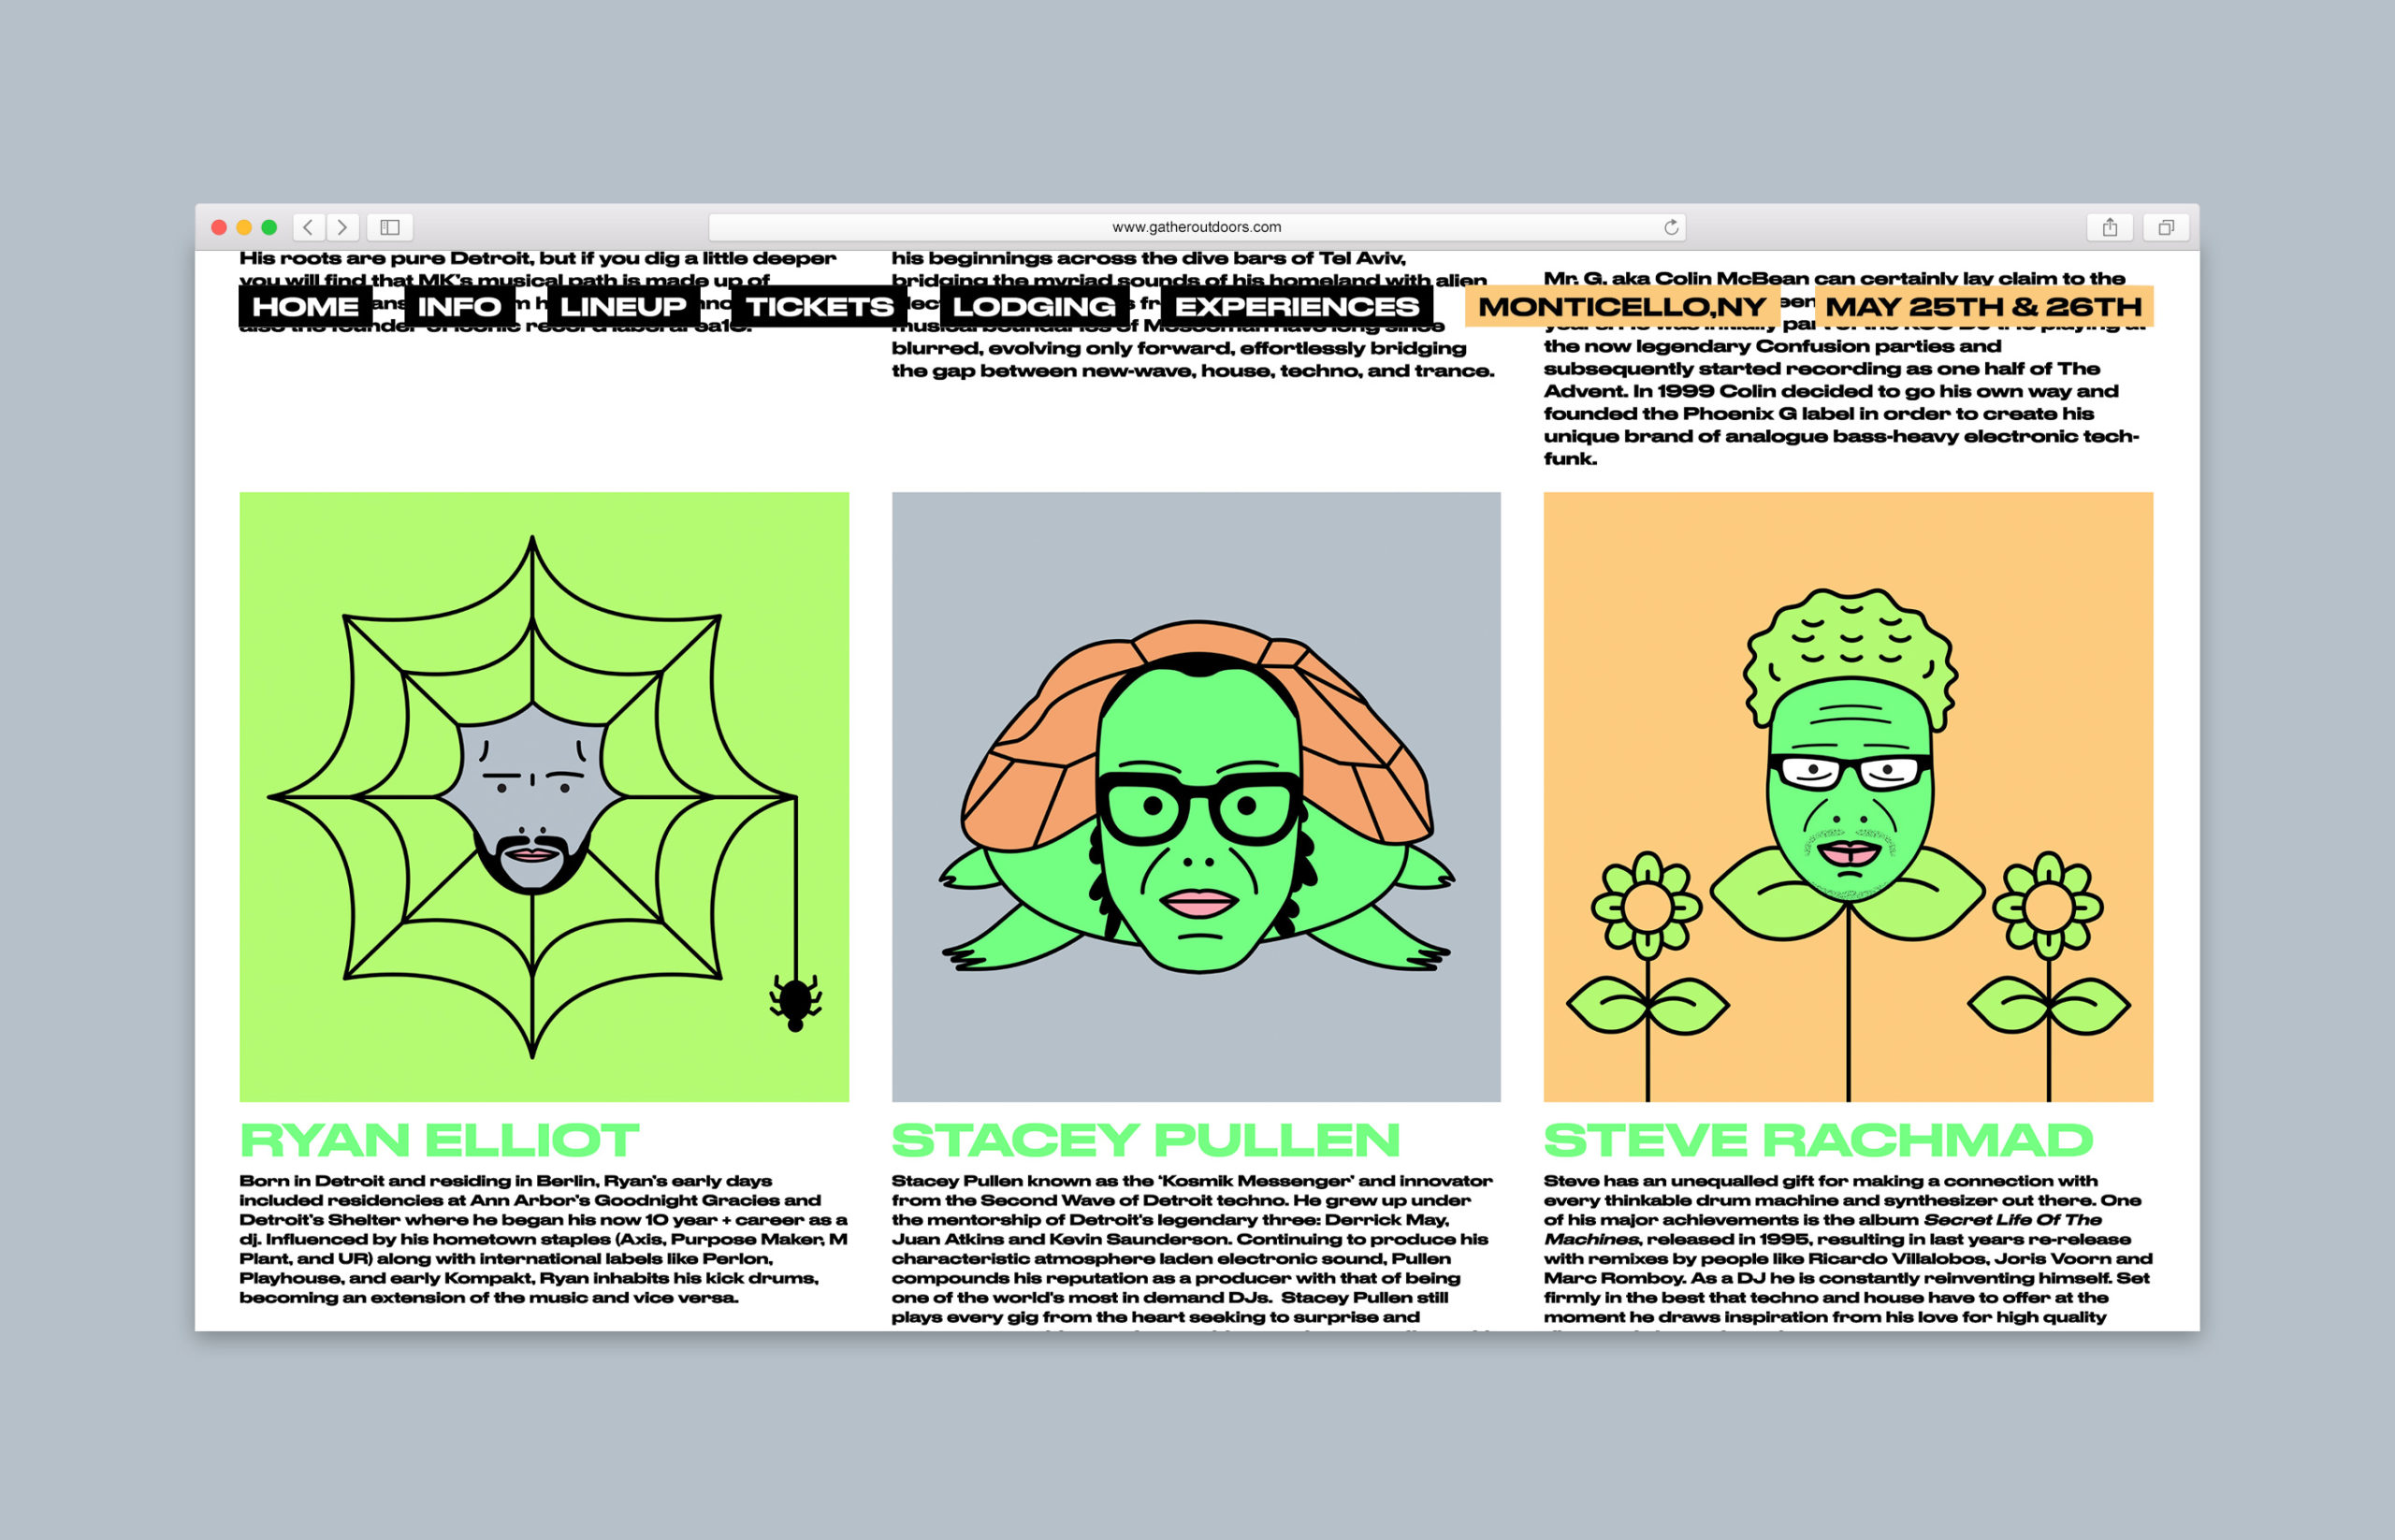 www.gatheroutdoors.com
His roots are pure Detroit, but if you dig a little deeper
you will find that MK's musical path is made up of
his beginnings across the dive bars of Tel Aviv,
bridging the myriad sounds of his homeland with alien
Mr. G, aka Colin McBean can certainly lay claim to the
HOME
INFO
LINEUP
TICKETS
LODGING
EXPERIENCES
MONTICELLO,NY
MAY 25TH & 26TH
also the founder of iconic record label
musical boundaries of have long since
blurred, evolving only forward, effortlessly bridging
the gap between new-wave, house, techno, and trance.
the now legendary Confusion parties and
subsequently started recording as one half of The
Advent. In 1999 Colin decided to go his own way and
founded the Phoenix G label in order to create his
unique brand of analogue bass-heavy electronic tech-
funk.
RYAN ELLIOT
Born in Detroit and residing in Berlin, Ryan's early days
included residencies at Ann Arbor's Goodnight Gracies and
Detroit's Shelter where he began his now 10 year + career as a
dj. Influenced by his hometown staples (Axis, Purpose Maker, M
Plant, and UR) along with international labels like Perlon,
Playhouse, and early Kompakt, Ryan inhabits his kick drums,
becoming an extension of the music and vice versa.
STACEY PULLEN
Stacey Pullen known as the ‘Kosmik Messenger’ and innovator
from the Second Wave of Detroit techno. He grew up under
the mentorship of Detroit's legendary three: Derrick May,
Juan Atkins and Kevin Saunderson. Continuing to produce his
characteristic atmosphere laden electronic sound, Pullen
compounds his reputation as a producer with that of being
one of the world's most in demand DJs. Stacey Pullen still
plays every gig from the heart seeking to surprise and
STEVE RACHMAD
Steve has an unequalled gift for making a connection with
every thinkable drum machine and synthesizer out there. One
of his major achievements is the album Secret Life Of The
Machines, released in 1995, resulting in last years re-release
with remixes by people like Ricardo Villalobos, Joris Voorn and
Marc Romboy. As a DJ he is constantly reinventing himself. Set
firmly in the best that techno and house have to offer at the
moment he draws inspiration from his love for high quality